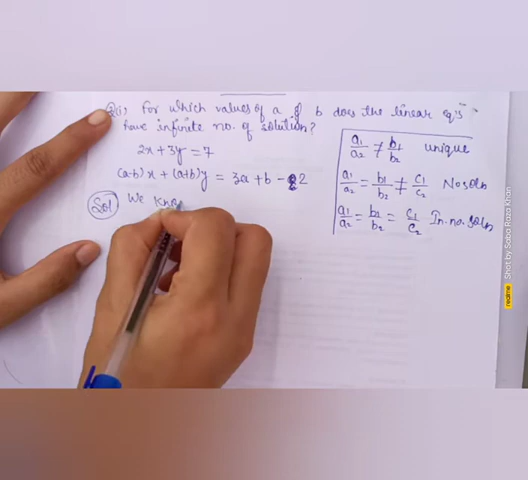 Q2(i) For which values of a & b does the linear eq's
have infinite no. of solution?
2x + 3y = 7
(a-b)x + (a+b)y = 3a + b - 2
Sol We Know
a1/a2 ≠ b1/b2 unique
a1/a2 = b1/b2 ≠ c1/c2 No soln
a1/a2 = b1/b2 = c1/c2 In. no. soln
realme Shot by Saba Raza Khan